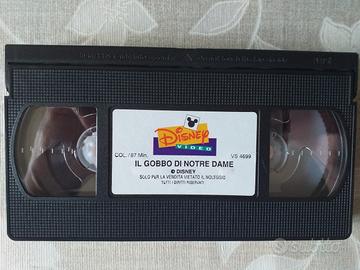 DISNEY
VIDEO
COL. / 87 Min. VS 4699
IL GOBBO DI NOTRE DAME
© DISNEY
SOLO PER LA VENDITA VIETATO IL NOLEGGIO
TUTTI I DIRITTI RISERVATI
subito